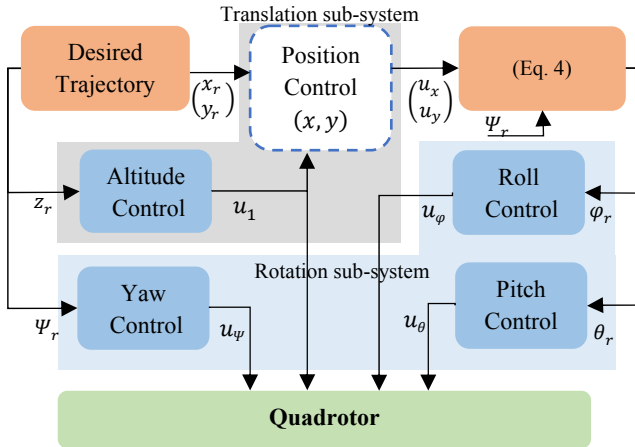 Translation sub-system
Desired
Trajectory
(x_r
y_r)
Position
Control
(x, y)
(u_x
u_y)
(Eq. 4)
Ψ_r
Altitude
Control
z_r
u_1
Roll
Control
u_φ
φ_r
Rotation sub-system
Yaw
Control
Ψ_r
u_Ψ
Pitch
Control
u_θ
θ_r
Quadrotor